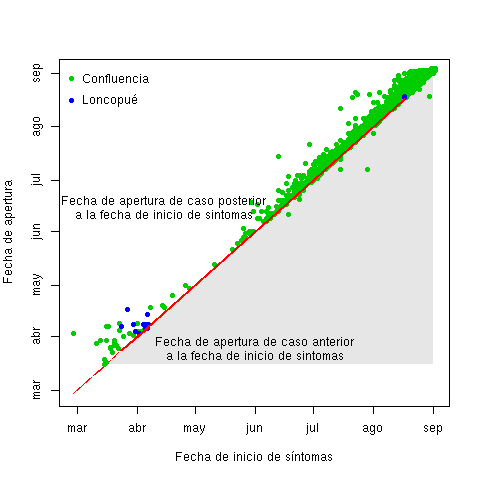 Confluencia
Loncopué
Fecha de apertura de caso posterior
a la fecha de inicio de sintomas
Fecha de apertura de caso anterior
a la fecha de inicio de sintomas
Fecha de apertura
sep
ago
jul
jun
may
abr
mar
mar abr may jun jul ago sep
Fecha de inicio de síntomas